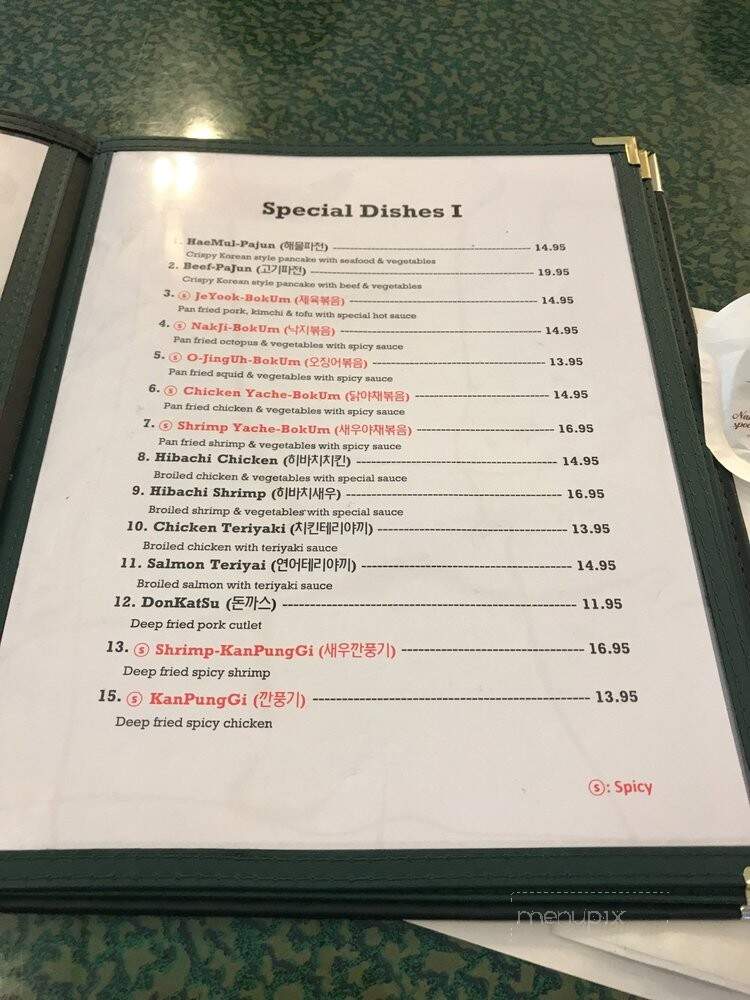 Special Dishes I
1. HaeMul-Pajun (해물파전) 14.95
Crispy Korean style pancake with seafood & vegetables
2. Beef-PaJun (고기파전) 19.95
Crispy Korean style pancake with beef & vegetables
3. ⓢ JeYook-BokUm (제육볶음) 14.95
Pan fried pork, kimchi & tofu with special hot sauce
4. ⓢ NakJi-BokUm (낙지볶음) 14.95
Pan fried octopus & vegetables with spicy sauce
5. ⓢ O-JingUh-BokUm (오징어볶음) 13.95
Pan fried squid & vegetables with spicy sauce
6. ⓢ Chicken Yache-BokUm (닭야채볶음) 14.95
Pan fried chicken & vegetables with spicy sauce
7. ⓢ Shrimp Yache-BokUm (새우야채볶음) 16.95
Pan fried shrimp & vegetables with spicy sauce
8. Hibachi Chicken (히바치치킨) 14.95
Broiled chicken & vegetables with special sauce
9. Hibachi Shrimp (히바치새우) 16.95
Broiled shrimp & vegetables with special sauce
10. Chicken Teriyaki (치킨테리야끼) 13.95
Broiled chicken with teriyaki sauce
11. Salmon Teriyai (연어테리야끼) 14.95
Broiled salmon with teriyaki sauce
12. DonKatSu (돈까스) 11.95
Deep fried pork cutlet
13. ⓢ Shrimp-KanPungGi (새우깐풍기) 16.95
Deep fried spicy shrimp
15. ⓢ KanPungGi (깐풍기) 13.95
Deep fried spicy chicken
ⓢ: Spicy
menupix